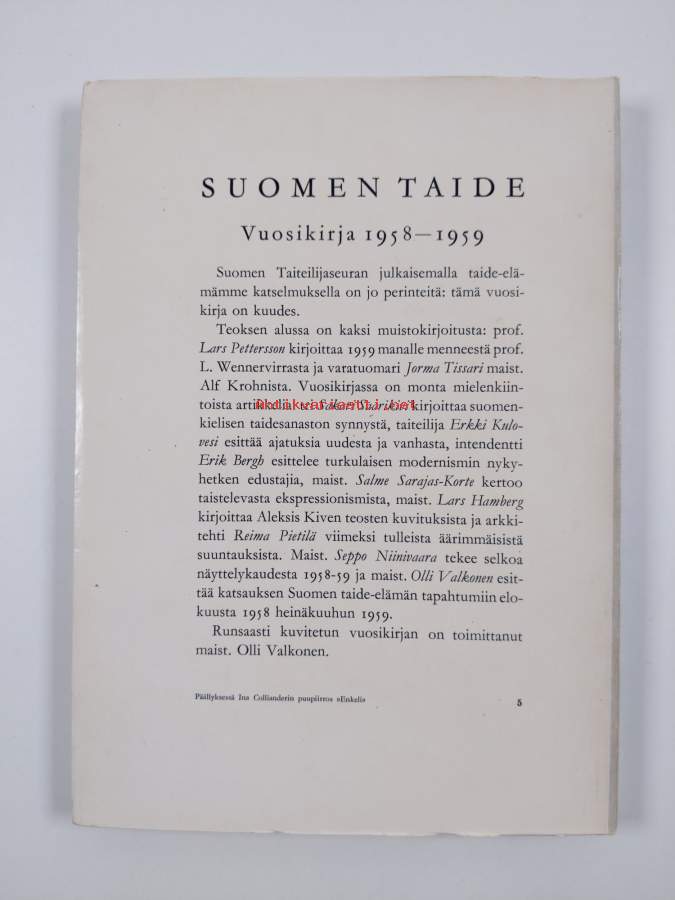 SUOMEN TAIDE
Vuosikirja 1958—1959
Suomen Taiteilijaseuran julkaisemalla taide-elä-
mämme katselmuksella on jo perinteitä: tämä vuosi-
kirja on kuudes.
Teoksen alussa on kaksi muistokirjoitusta: prof.
Lars Pettersson kirjoittaa 1959 manalle menneestä prof.
L. Wennervirrasta ja varatuomari Jorma Tissari maist.
Alf Krohnista. Vuosikirjassa on monta mielenkiin-
toista kirjoittaa suomen-
kielisen taidesanaston synnystä, taiteilija Erkki Kulo-
vesi esittää ajatuksia uudesta ja vanhasta, intendentti
Erik Bergh esittelee turkulaisen modernismin nyky-
hetken edustajia, maist. Salme Sarajas-Korte kertoo
taistelevasta ekspressionismista, maist. Lars Hamberg
kirjoittaa Aleksis Kiven teosten kuvituksista ja arkki-
tehti Reima Pietilä viimeksi tulleista äärimmäisistä
suuntauksista. Maist. Seppo Niinivaara tekee selkoa
näyttelykaudesta 1958-59 ja maist. Olli Valkonen esit-
tää katsauksen Suomen taide-elämän tapahtumiin elo-
kuusta 1958 heinäkuuhun 1959.
Runsaasti kuvitetun vuosikirjan on toimittanut
maist. Olli Valkonen.
Päällyksessä Ina Collianderin puupiirros »Enkeli»
5